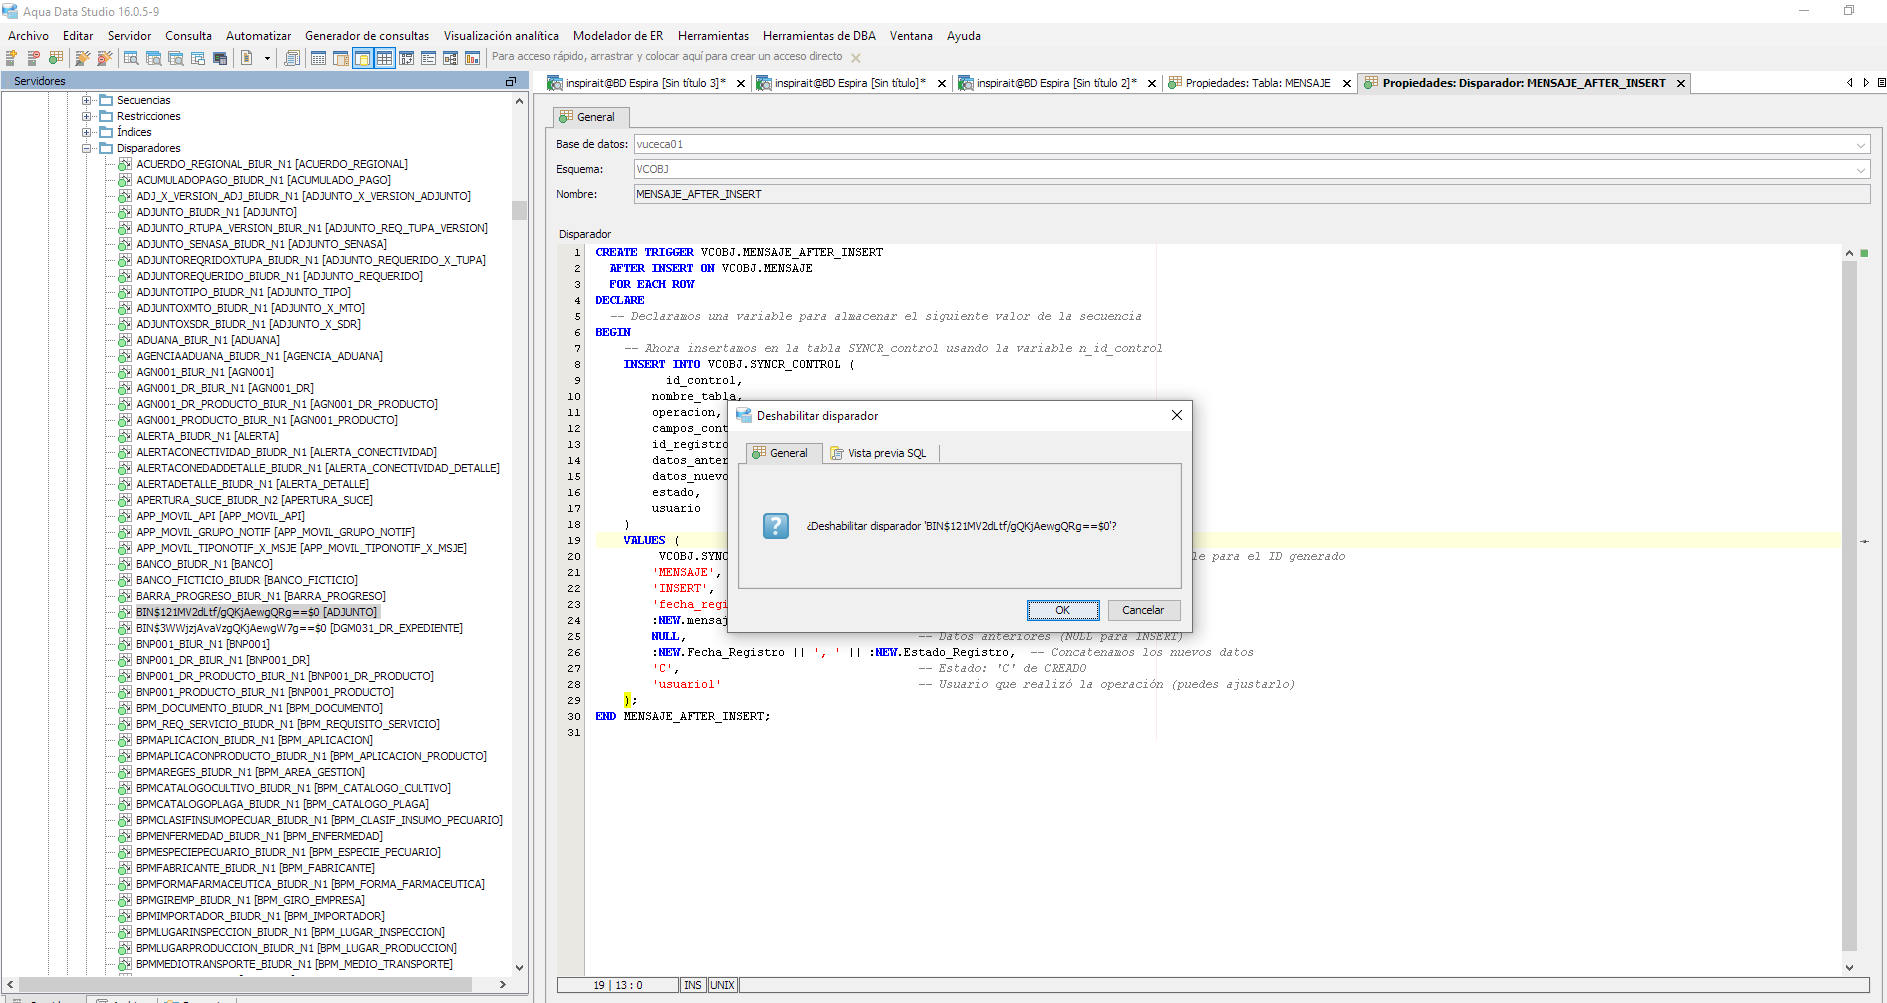 Aqua Data Studio 16.0.5-9
Archivo Editar Servidor Consulta Automatizar Generador de consultas Visualización analítica Modelador de ER Herramientas Herramientas de DBA Ventana Ayuda
Para acceso rápido, arrastrar y colocar aquí para crear un acceso directo
Servidores
Secuencias
Restricciones
Índices
Disparadores
ACUERDO_REGIONAL_BIUR_N1 [ACUERDO_REGIONAL]
ACUMULADOPAGO_BIUDR_N1 [ACUMULADO_PAGO]
ADJ_X_VERSION_ADJ_BIUDR_N1 [ADJUNTO_X_VERSION_ADJUNTO]
ADJUNTO_BIUDR_N1 [ADJUNTO]
ADJUNTO_RTUPA_VERSION_BIUR_N1 [ADJUNTO_REQ_TUPA_VERSION]
ADJUNTO_SENASA_BIUDR_N1 [ADJUNTO_SENASA]
ADJUNTOREQRIDOXTUPA_BIUDR_N1 [ADJUNTO_REQUERIDO_X_TUPA]
ADJUNTOREQUERIDO_BIUDR_N1 [ADJUNTO_REQUERIDO]
ADJUNTOTIPO_BIUDR_N1 [ADJUNTO_TIPO]
ADJUNTOXMTO_BIUDR_N1 [ADJUNTO_X_MTO]
ADJUNTOXSDR_BIUDR_N1 [ADJUNTO_X_SDR]
ADUANA_BIUR_N1 [ADUANA]
AGENCIAADUANA_BIUDR_N1 [AGENCIA_ADUANA]
AGN001_BIUR_N1 [AGN001]
AGN001_DR_BIUR_N1 [AGN001_DR]
AGN001_DR_PRODUCTO_BIUR_N1 [AGN001_DR_PRODUCTO]
AGN001_PRODUCTO_BIUR_N1 [AGN001_PRODUCTO]
ALERTA_BIUDR_N1 [ALERTA]
ALERTACONECTIVIDAD_BIUDR_N1 [ALERTA_CONECTIVIDAD]
ALERTACONEDADDETALLE_BIUDR_N1 [ALERTA_CONECTIVIDAD_DETALLE]
ALERTADETALLE_BIUDR_N1 [ALERTA_DETALLE]
APERTURA_SUCE_BIUDR_N2 [APERTURA_SUCE]
APP_MOVIL_API [APP_MOVIL_API]
APP_MOVIL_GRUPO_NOTIF [APP_MOVIL_GRUPO_NOTIF]
APP_MOVIL_TIPONOTIF_X_MSJE [APP_MOVIL_TIPONOTIF_X_MSJE]
BANCO_BIUDR_N1 [BANCO]
BANCO_FICTICIO_BIUDR [BANCO_FICTICIO]
BARRA_PROGRESO_BIUR_N1 [BARRA_PROGRESO]
BIN$121MV2dLtf/gQKjAewgQRg==$0 [ADJUNTO]
BIN$3WWjzjAvaVzgQKjAewgW7g==$0 [DGM031_DR_EXPEDIENTE]
BNP001_BIUR_N1 [BNP001]
BNP001_DR_BIUR_N1 [BNP001_DR]
BNP001_DR_PRODUCTO_BIUR_N1 [BNP001_DR_PRODUCTO]
BNP001_PRODUCTO_BIUR_N1 [BNP001_PRODUCTO]
BPM_DOCUMENTO_BIUDR_N1 [BPM_DOCUMENTO]
BPM_REQ_SERVICIO_BIUDR_N1 [BPM_REQUISITO_SERVICIO]
BPMAPLICACION_BIUDR_N1 [BPM_APLICACION]
BPMAPLICACONPRODUCTO_BIUDR_N1 [BPM_APLICACION_PRODUCTO]
BPMAREGES_BIUDR_N1 [BPM_AREA_GESTION]
BPMCATALOGOCULTIVO_BIUDR_N1 [BPM_CATALOGO_CULTIVO]
BPMCATALOGOPLAGA_BIUDR_N1 [BPM_CATALOGO_PLAGA]
BPMCLASIFINSUMOPECUAR_BIUDR_N1 [BPM_CLASIF_INSUMO_PECUARIO]
BPMENFERMEDAD_BIUDR_N1 [BPM_ENFERMEDAD]
BPMESPECIEPECUARIO_BIUDR_N1 [BPM_ESPECIE_PECUARIO]
BPMFABRICANTE_BIUDR_N1 [BPM_FABRICANTE]
BPMFORMAFARMACEUTICA_BIUDR_N1 [BPM_FORMA_FARMACEUTICA]
BPMGIREMP_BIUDR_N1 [BPM_GIRO_EMPRESA]
BPMIMPORTADOR_BIUDR_N1 [BPM_IMPORTADOR]
BPMLUGARINSPECCION_BIUDR_N1 [BPM_LUGAR_INSPECCION]
BPMLUGARPRODUCCION_BIUDR_N1 [BPM_LUGAR_PRODUCCION]
BPMMEDIOTRANSPORTE_BIUDR_N1 [BPM_MEDIO_TRANSPORTE]
inspirait@BD Espira [Sin título 3]* inspirait@BD Espira [Sin título]* inspirait@BD Espira [Sin título 2]* Propiedades: Tabla: MENSAJE Propiedades: Disparador: MENSAJE_AFTER_INSERT
General
Base de datos: vuceca01
Esquema: VCOBJ
Nombre: MENSAJE_AFTER_INSERT
Disparador
1 CREATE TRIGGER VCOBJ.MENSAJE_AFTER_INSERT
2 AFTER INSERT ON VCOBJ.MENSAJE
3 FOR EACH ROW
4 DECLARE
5 -- Declaramos una variable para almacenar el siguiente valor de la secuencia
6 BEGIN
7 -- Ahora insertamos en la tabla SYNCR_control usando la variable n_id_control
8 INSERT INTO VCOBJ.SYNCR_CONTROL (
9 id_control,
10 nombre_tabla,
11 operacion,
12 campos_cont
13 id_registro
14 datos_anter
15 datos_nuevo
16 estado,
17 usuario
18 )
19 VALUES (
20 VCOBJ.SYNC le para el ID generado
21 'MENSAJE',
22 'INSERT',
23 'fecha_regi
24 :NEW.mensaj
25 NULL, -- Datos anteriores (NULL para INSERT)
26 :NEW.Fecha_Registro || ', ' || :NEW.Estado_Registro, -- Concatenamos los nuevos datos
27 'C', -- Estado: 'C' de CREADO
28 'usuario1' -- Usuario que realizó la operación (puedes ajustarlo)
29 );
30 END MENSAJE_AFTER_INSERT;
31
Deshabilitar disparador
General Vista previa SQL
¿Deshabilitar disparador 'BIN$121MV2dLtf/gQKjAewgQRg==$0'?
OK Cancelar
19 | 13 : 0 INS UNIX